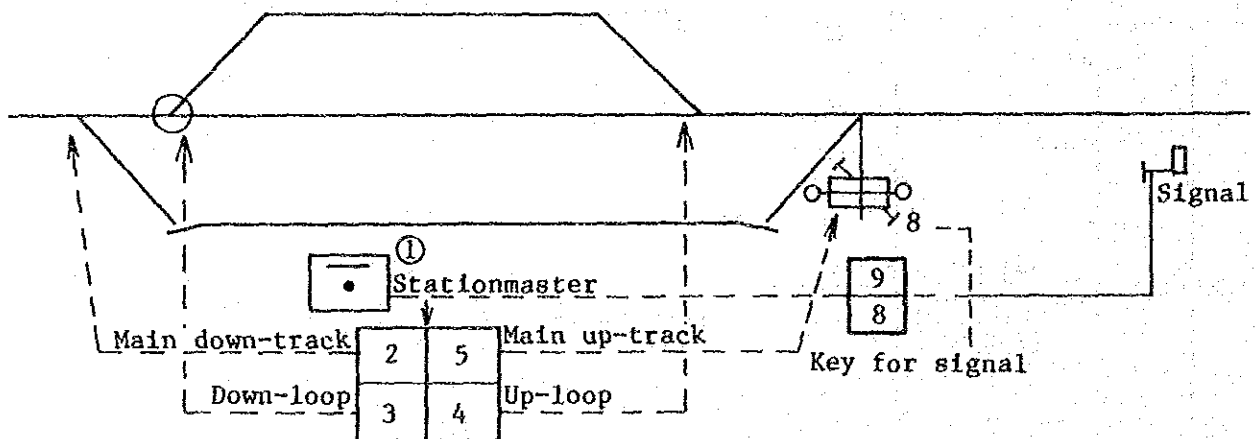 Signal
8
①
Stationmaster
9
8
Main down-track
2
5
Main up-track
Key for signal
Down-loop
3
4
Up-loop